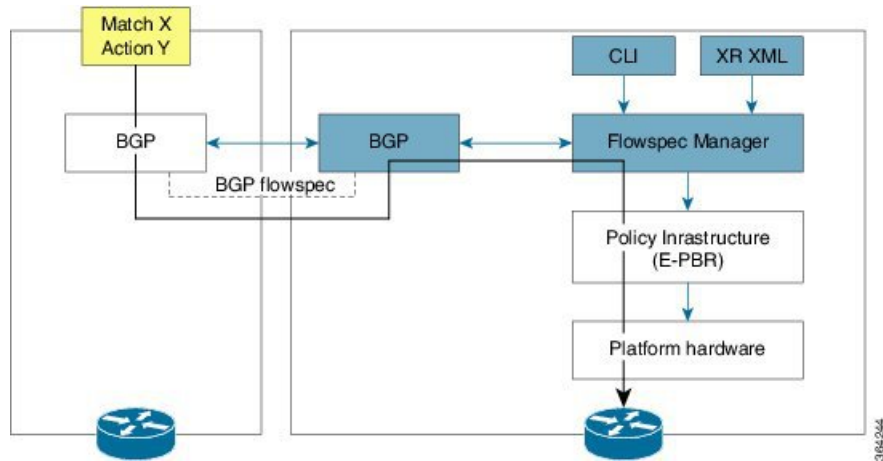 Match X
Action Y
CLI
XR XML
BGP
BGP
Flowspec Manager
BGP flowspec
Policy Inrastructure
(E-PBR)
Platform hardware
364244